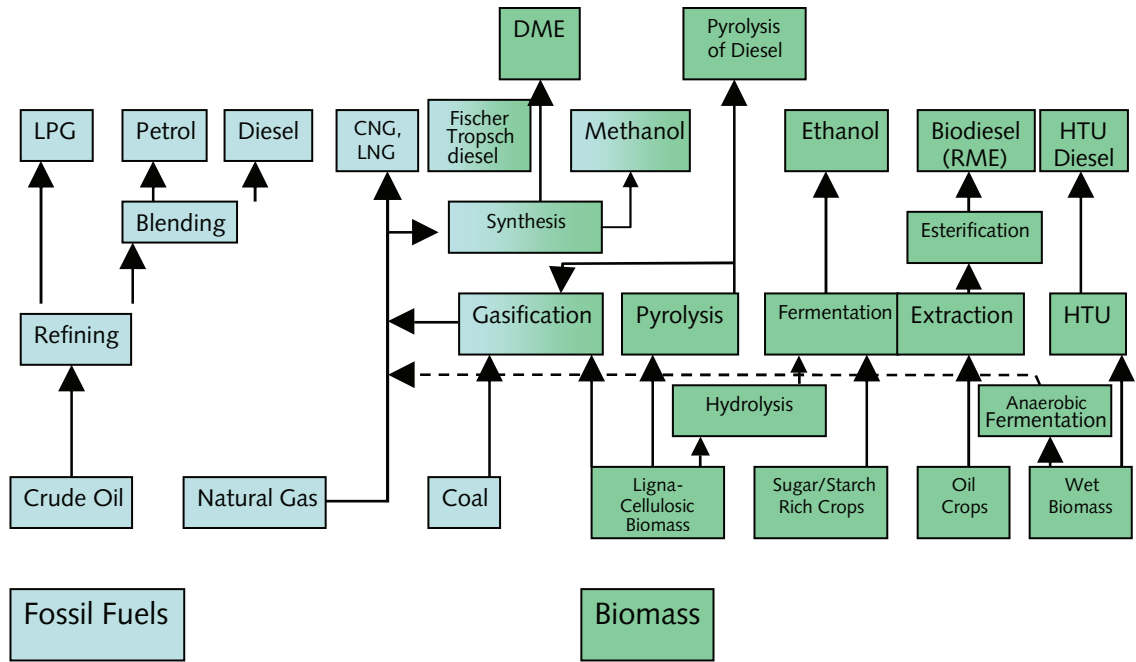 DME
Pyrolysis
of Diesel
LPG
Petrol
Diesel
CNG,
LNG
Fischer
Tropsch
diesel
Methanol
Ethanol
Biodiesel
(RME)
HTU
Diesel
Blending
Synthesis
Esterification
Refining
Gasification
Pyrolysis
Fermentation
Extraction
HTU
Hydrolysis
Anaerobic
Fermentation
Crude Oil
Natural Gas
Coal
Ligna-
Cellulosic
Biomass
Sugar/Starch
Rich Crops
Oil
Crops
Wet
Biomass
Fossil Fuels
Biomass